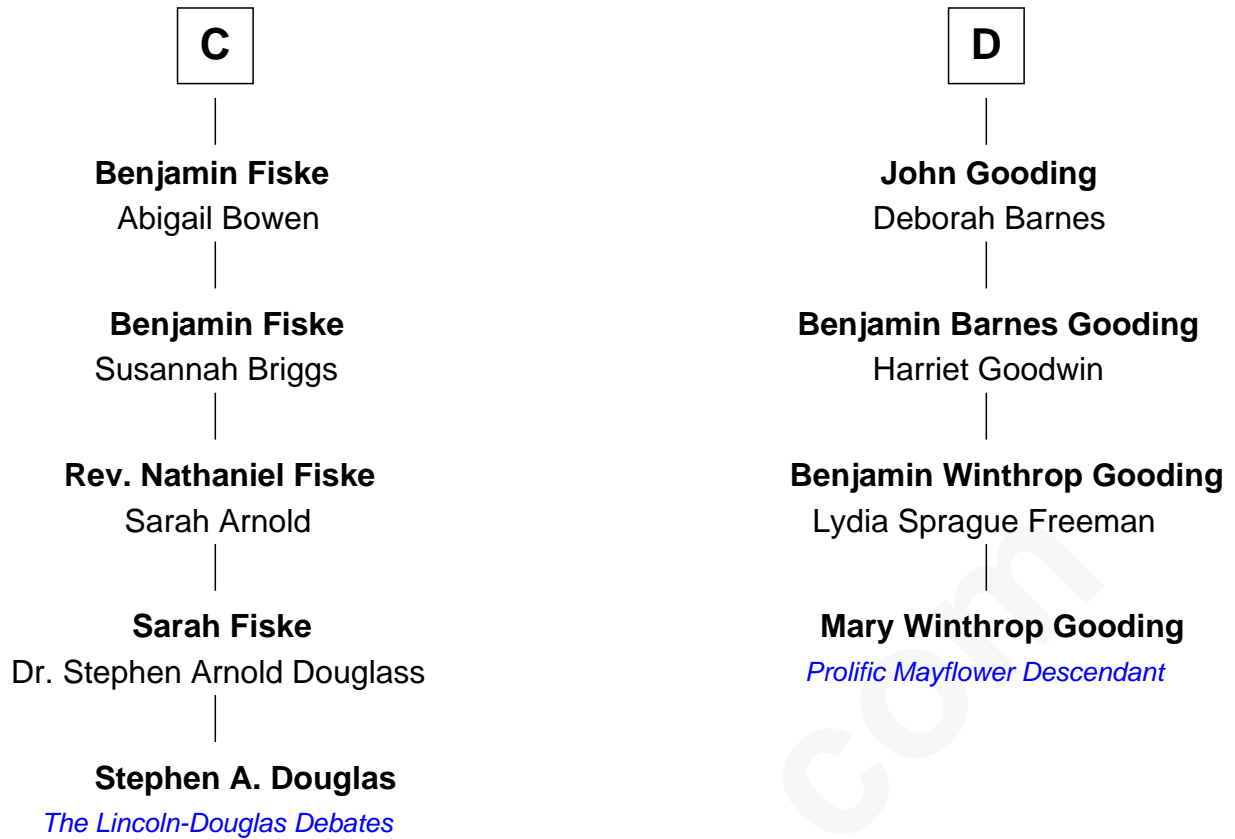 C
Benjamin Fiske
Abigail Bowen
Benjamin Fiske
Susannah Briggs
Rev. Nathaniel Fiske
Sarah Arnold
Sarah Fiske
Dr. Stephen Arnold Douglass
Stephen A. Douglas
The Lincoln-Douglas Debates
D
John Gooding
Deborah Barnes
Benjamin Barnes Gooding
Harriet Goodwin
Benjamin Winthrop Gooding
Lydia Sprague Freeman
Mary Winthrop Gooding
Prolific Mayflower Descendant
com